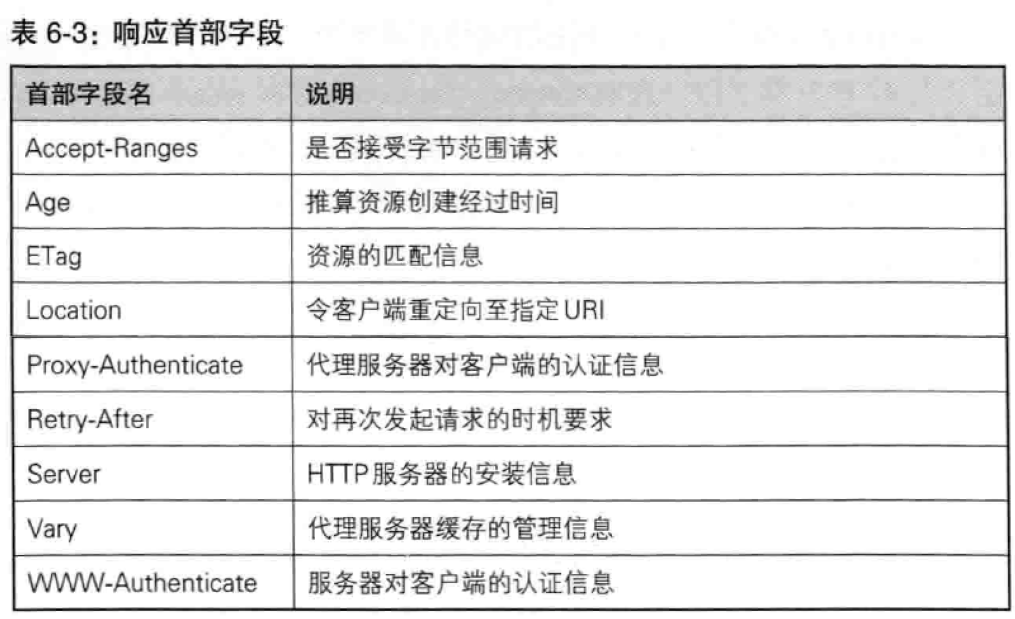 表 6-3：响应首部字段
首部字段名 说明
Accept-Ranges 是否接受字节范围请求
Age 推算资源创建经过时间
ETag 资源的匹配信息
Location 令客户端重定向至指定URI
Proxy-Authenticate 代理服务器对客户端的认证信息
Retry-After 对再次发起请求的时机要求
Server HTTP服务器的安装信息
Vary 代理服务器缓存的管理信息
WWW-Authenticate 服务器对客户端的认证信息